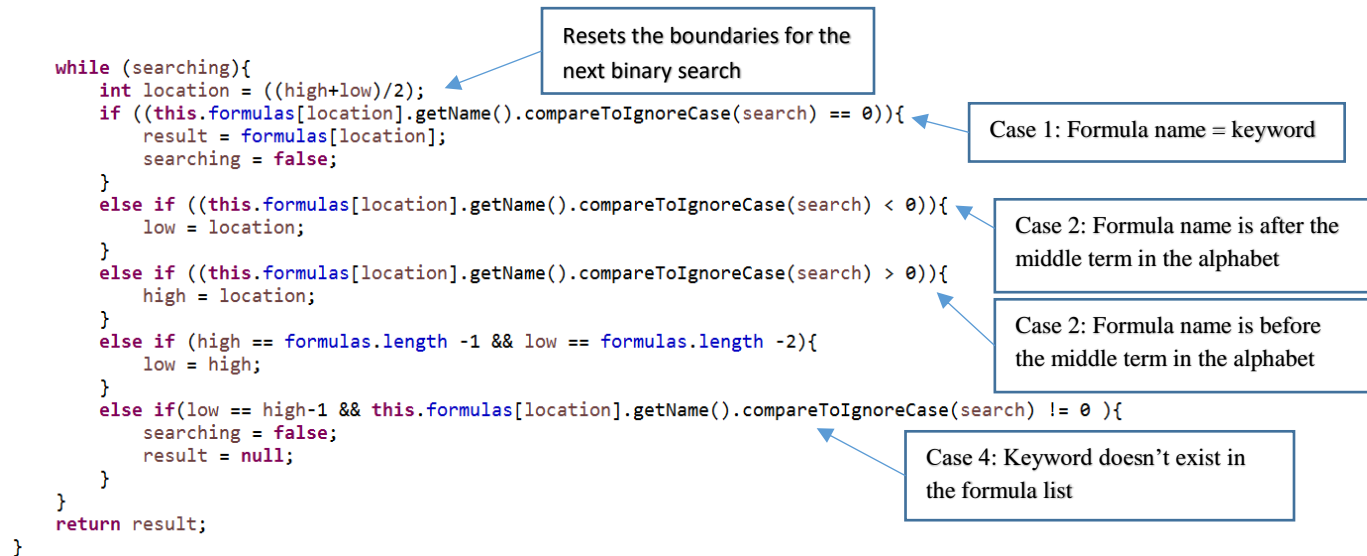 Resets the boundaries for the
next binary search
while (searching){
int location = ((high+low)/2);
if ((this.formulas[location].getName().compareToIgnoreCase(search) == 0)){
Case 1: Formula name = keyword
result = formulas[location];
searching = false;
}
else if ((this.formulas[location].getName().compareToIgnoreCase(search) < 0)){
low = location;
Case 2: Formula name is after the
middle term in the alphabet
}
else if ((this.formulas[location].getName().compareToIgnoreCase(search) > 0)){
high = location;
Case 2: Formula name is before
the middle term in the alphabet
}
else if (high == formulas.length -1 && low == formulas.length -2){
low = high;
}
else if(low == high-1 && this.formulas[location].getName().compareToIgnoreCase(search) != 0 ){
searching = false;
result = null;
Case 4: Keyword doesn’t exist in
the formula list
}
}
return result;
}